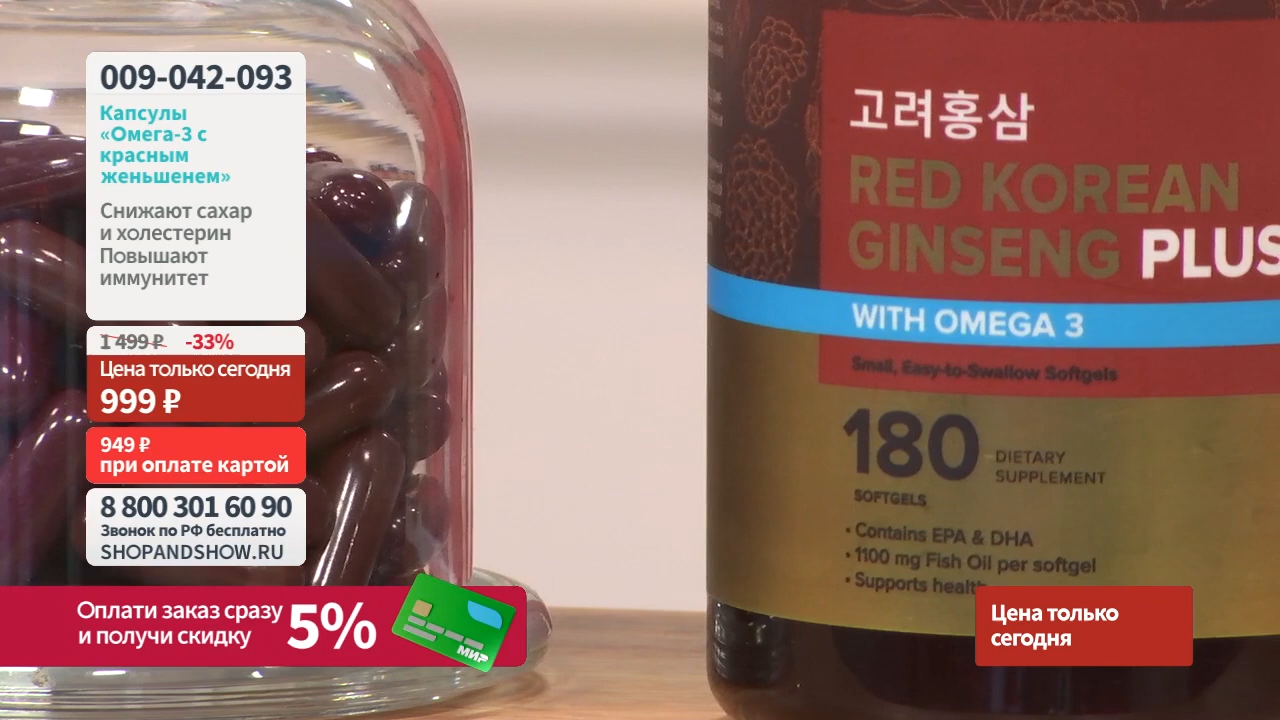 009-042-093
Капсулы
«Омега-3 с
красным
женьшенем»
Снижают сахар
и холестерин
Повышают
иммунитет
1 499 ₽ -33%
Цена только сегодня
999 ₽
949 ₽
при оплате картой
8 800 301 60 90
Звонок по РФ бесплатно
SHOPANDSHOW.RU
Оплати заказ сразу
и получи скидку
5%
МИР
고려홍삼
RED KOREAN
GINSENG PLUS
WITH OMEGA 3
Small, Easy-to-Swallow Softgels
180
DIETARY
SUPPLEMENT
SOFTGELS
• Contains EPA & DHA
• 1100 mg Fish Oil per softgel
• Supports health
Цена только
сегодня